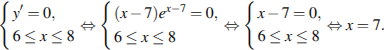 { y′ = 0, 6 ≤ x ≤ 8 ⇔ { (x − 7)e^{x−7} = 0, 6 ≤ x ≤ 8 ⇔ { x − 7 = 0, 6 ≤ x ≤ 8 ⇔ x = 7.